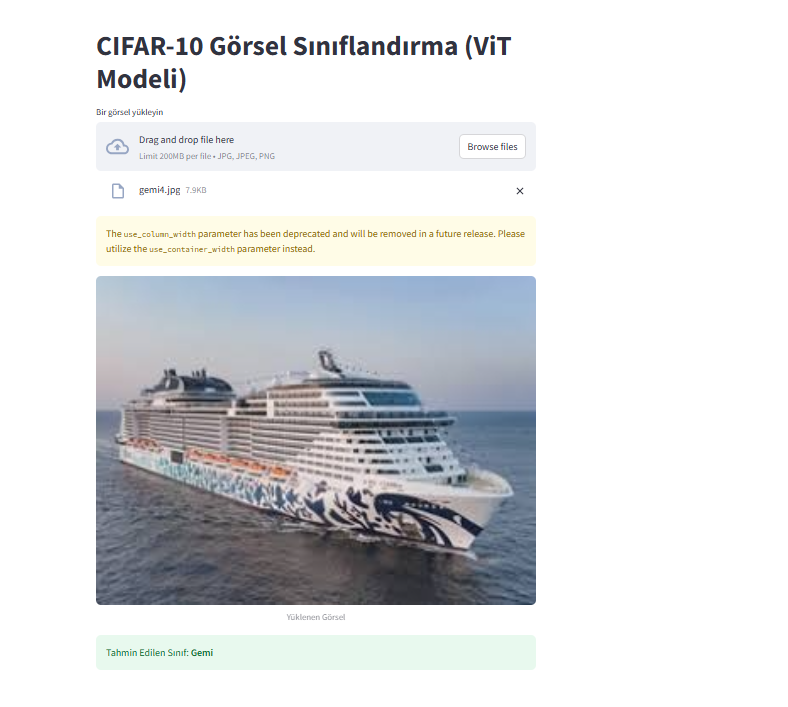 CIFAR-10 Görsel Sınıflandırma (ViT
Modeli)
Bir görsel yükleyin
Drag and drop file here
Limit 200MB per file • JPG, JPEG, PNG
Browse files
gemi4.jpg 7.9KB
The use_column_width parameter has been deprecated and will be removed in a future release. Please
utilize the use_container_width parameter instead.
Yüklenen Görsel
Tahmin Edilen Sınıf: Gemi